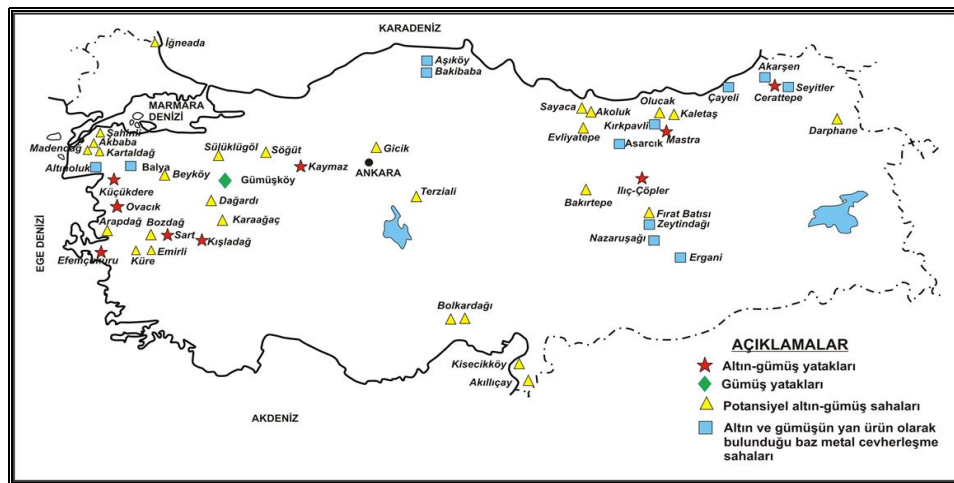 KARADENİZ
İğneada
Aşıköy
Bakibaba
Akarşen
Çayeli
Seyitler
Cerattepe
MARMARA
DENİZİ
Sayaca
Akoluk
Olucak
Kaletaş
Kırkpavli
Evliyatepe
Darphane
Şahinli
Akbaba
Madendağ
Kartaldağ
Sülüklügöl
Söğüt
Gicik
Asarcık
Mastra
Altınoluk
Balya
Beyköy
Gümüşköy
Kaymaz
ANKARA
Küçükdere
Terziali
Ilıç-Çöpler
Bakırtepe
Ovacık
Dağardı
Arapdağ
Bozdağ
Karaağaç
Fırat Batısı
Zeytindağı
Sart
Kışladağ
Nazaruşağı
EGE DENİZİ
Efemçukuru
Küre
Emirli
Ergani
Bolkardağı
Kisecikköy
Akıllıçay
AKDENİZ
AÇIKLAMALAR
Altın-gümüş yatakları
Gümüş yatakları
Potansiyel altın-gümüş sahaları
Altın ve gümüşün yan ürün olarak
bulunduğu baz metal cevherleşme
sahaları